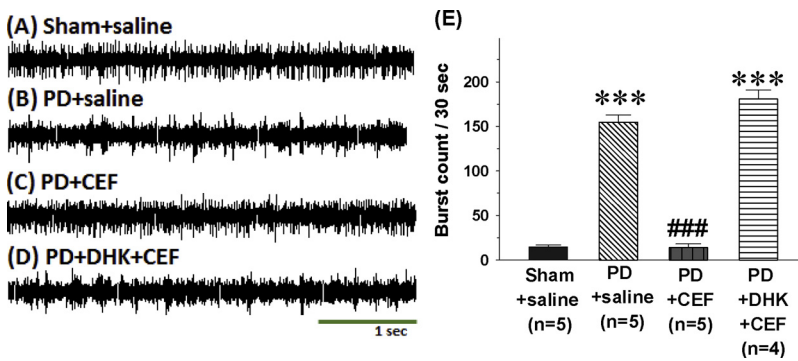 (A) Sham+saline
(B) PD+saline
(C) PD+CEF
(D) PD+DHK+CEF
1 sec
(E)
Burst count / 30 sec
200
150
100
50
0
***
###
***
Sham
+saline
(n=5)
PD
+saline
(n=5)
PD
+CEF
(n=5)
PD
+DHK
+CEF
(n=4)